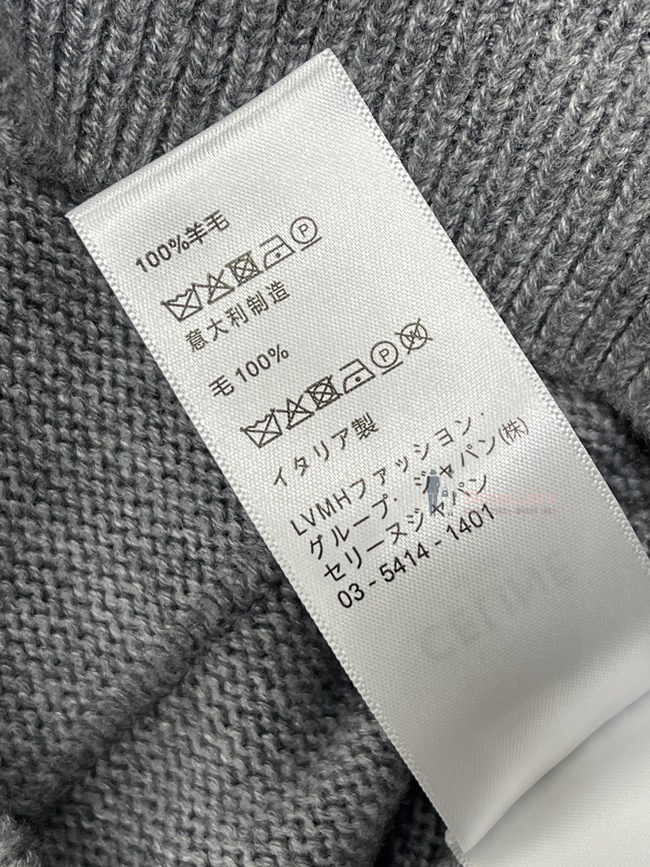 100%羊毛
意大利制造
毛 100%
イタリア製
LVMHファッション.
グループ. ジャパン(株)
セリーヌジャパン
03 - 5414 - 1401
CELINE